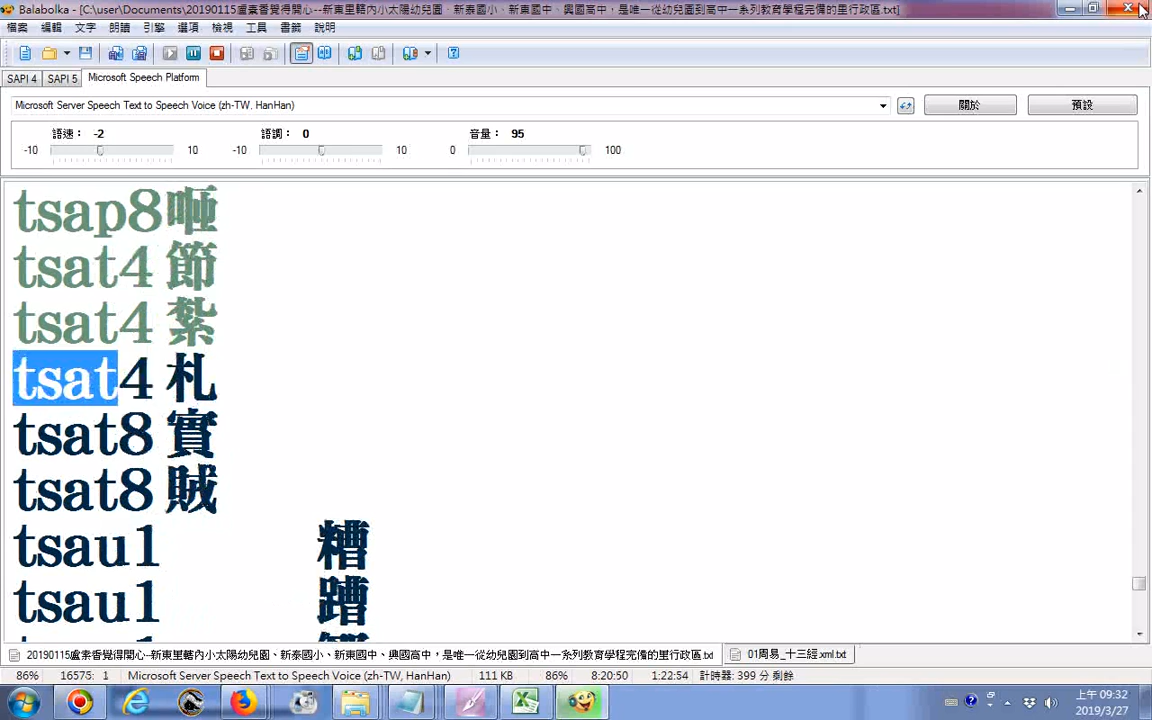 Balabolka - [C:\user\Documents\20190115盧素香覺得開心--新東里轄內小太陽幼兒園、新泰國小、新東國中、興國高中，是唯一從幼兒園到高中一系列教育學程完備的里行政區.txt]
檔案 編輯 文字 朗讀 引擎 選項 檢視 工具 書籤 說明
SAPI 4 SAPI 5 Microsoft Speech Platform
Microsoft Server Speech Text to Speech Voice (zh-TW, HanHan) 關於 預設
語速： -2 語調： 0 音量： 95
-10 10 -10 10 0 100
tsap8 咂
tsat4 節
tsat4 紮
tsat4 札
tsat8 實
tsat8 賊
tsau1 糟
tsau1 蹧
20190115盧素香覺得開心--新東里轄內小太陽幼兒園、新泰國小、新東國中、興國高中，是唯一從幼兒園到高中一系列教育學程完備的里行政區.txt 01周易_十三經.xml.txt
86% 16575: 1 Microsoft Server Speech Text to Speech Voice (zh-TW, HanHan) 111 KB 86% 8:20:50 1:22:54 計時器: 399 分 剩餘
上午 09:32
2019/3/27